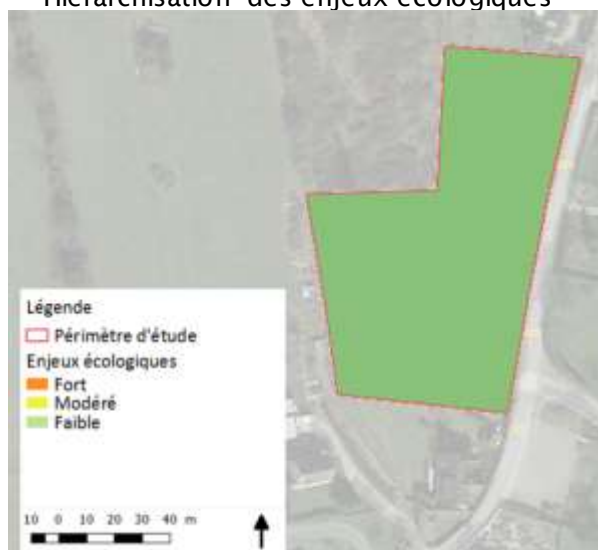 Hiérarchisation des enjeux écologiques
Légende
Périmètre d'étude
Enjeux écologiques
Fort
Modéré
Faible
10 0 10 20 30 40 m